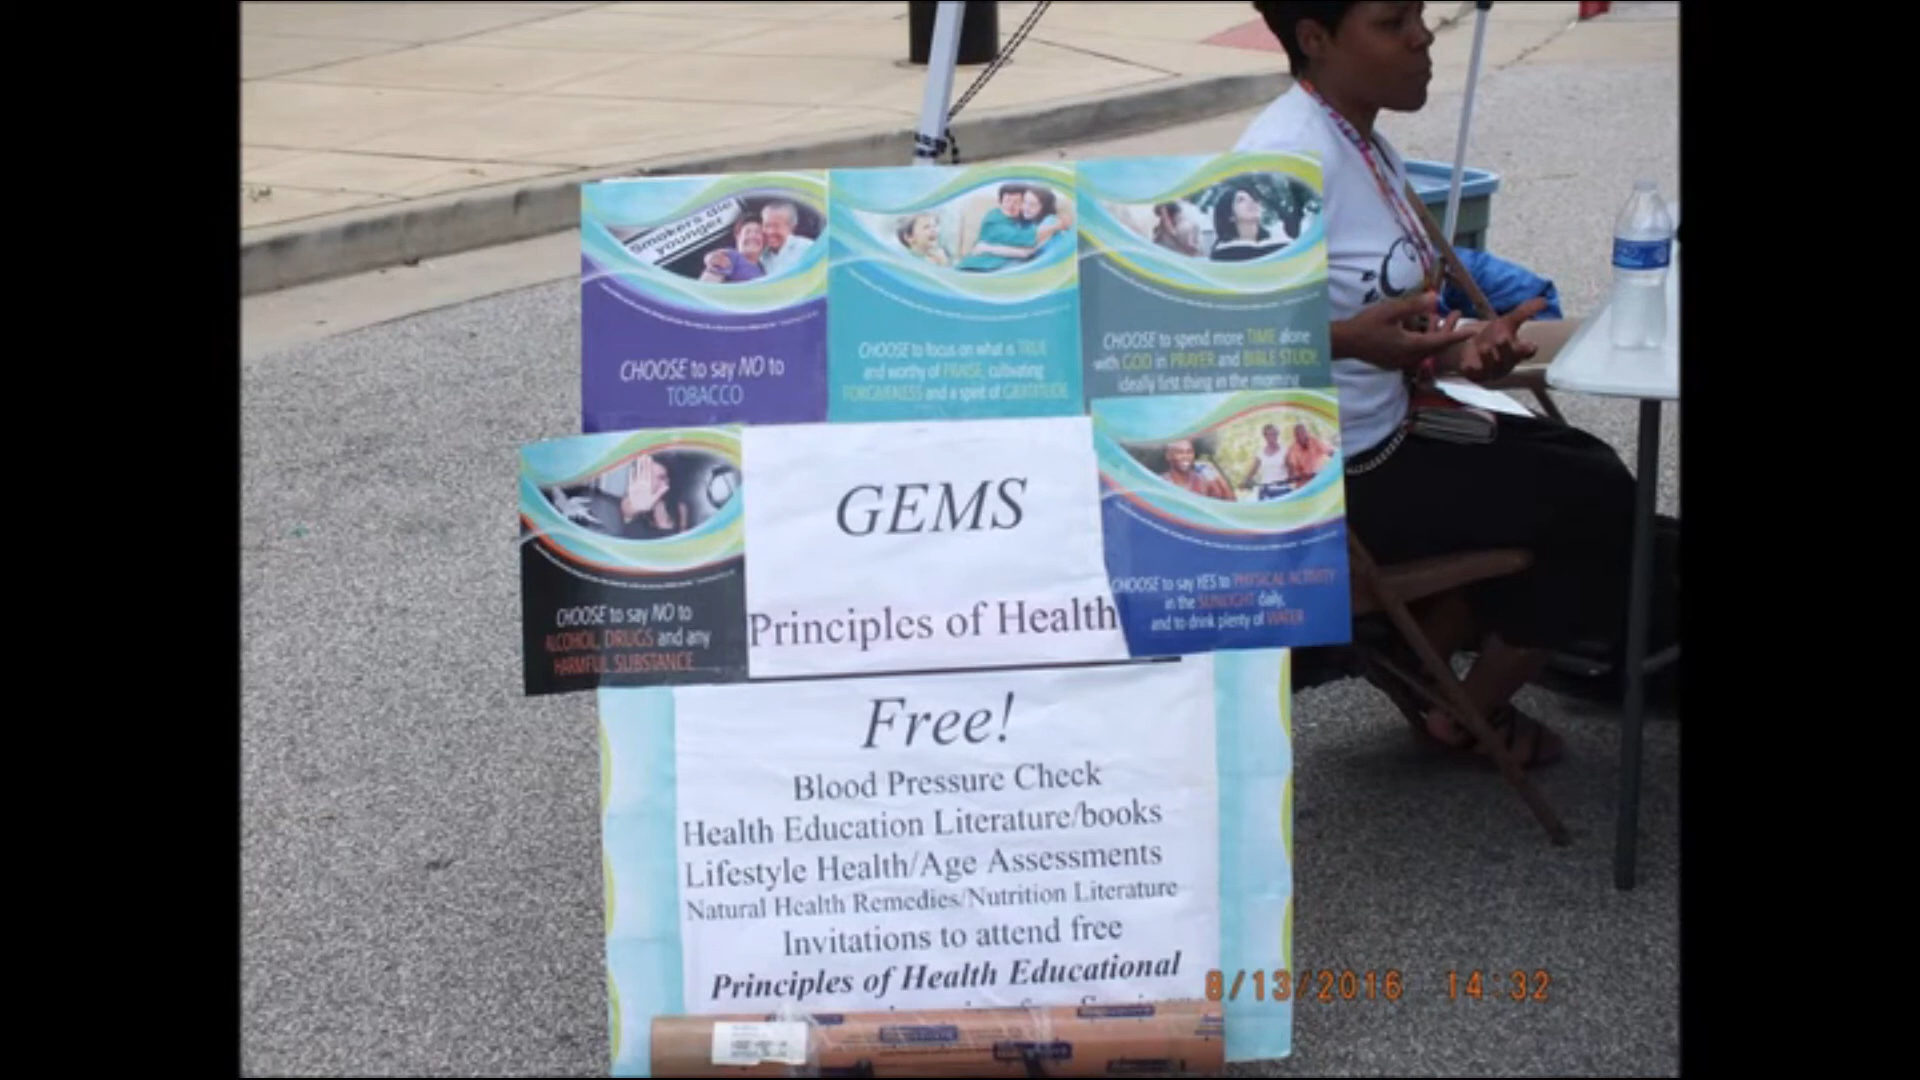 Smokers die
younger
CHOOSE to say NO to
TOBACCO
CHOOSE to focus on what is TRUE
and worthy of PRAISE, cultivating
FORGIVENESS and a spirit of GRATITUDE
CHOOSE to spend more TIME alone
with GOD in PRAYER and BIBLE STUDY,
ideally first thing in the morning
CHOOSE to say NO to
ALCOHOL, DRUGS and any
HARMFUL SUBSTANCE
GEMS
Principles of Health
CHOOSE to say YES to PHYSICAL ACTIVITY
in the SUNLIGHT daily,
and to drink plenty of WATER
Free!
Blood Pressure Check
Health Education Literature/books
Lifestyle Health/Age Assessments
Natural Health Remedies/Nutrition Literature
Invitations to attend free
Principles of Health Educational
8/13/2016 14:32